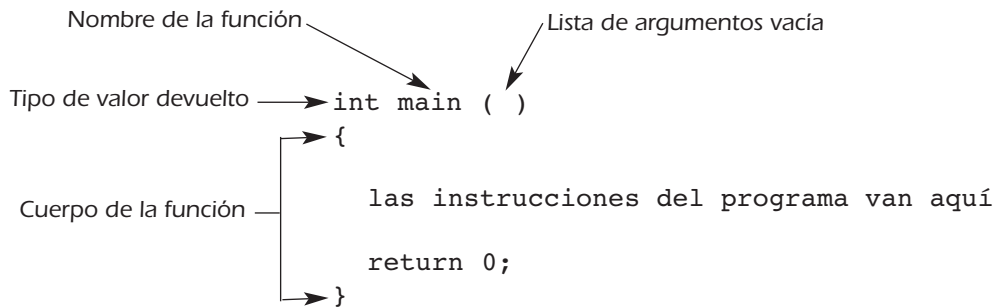 Nombre de la función
Lista de argumentos vacía
Tipo de valor devuelto
int main ( )
{
las instrucciones del programa van aquí
Cuerpo de la función
return 0;
}